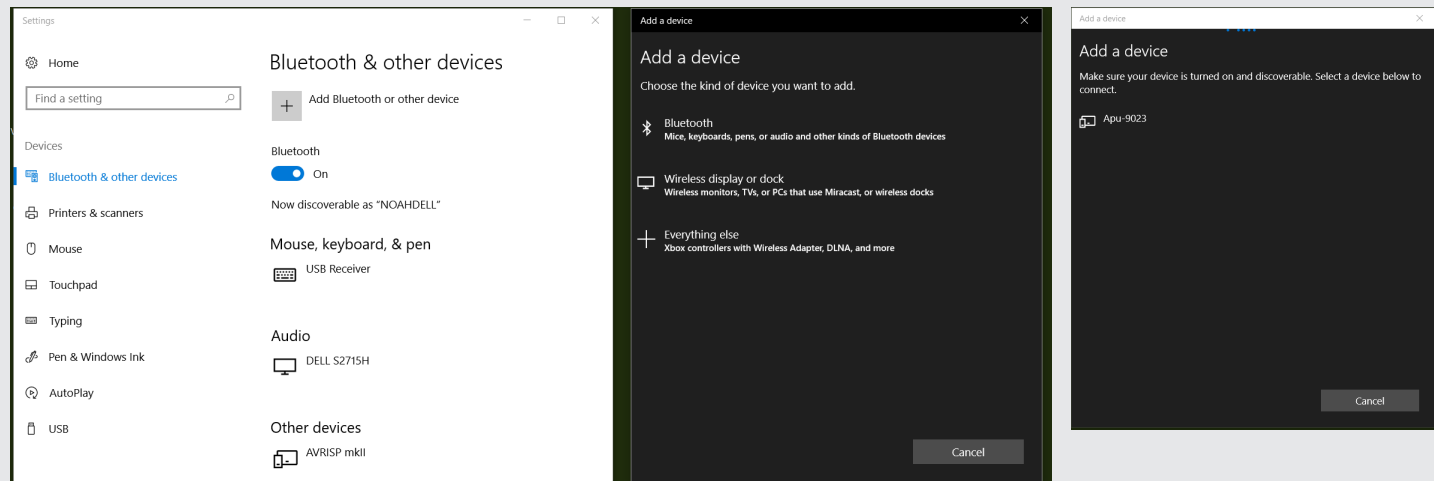 Settings
Home
Find a setting
Devices
Bluetooth & other devices
Printers & scanners
Mouse
Touchpad
Typing
Pen & Windows Ink
AutoPlay
USB
Bluetooth & other devices
Add Bluetooth or other device
Bluetooth
On
Now discoverable as “NOAHDELL”
Mouse, keyboard, & pen
USB Receiver
Audio
DELL S2715H
Other devices
AVRISP mkII
Add a device
Add a device
Choose the kind of device you want to add.
Bluetooth
Mice, keyboards, pens, or audio and other kinds of Bluetooth devices
Wireless display or dock
Wireless monitors, TVs, or PCs that use Miracast, or wireless docks
Everything else
Xbox controllers with Wireless Adapter, DLNA, and more
Cancel
Add a device
Add a device
Make sure your device is turned on and discoverable. Select a device below to
connect.
Apu-9023
Cancel